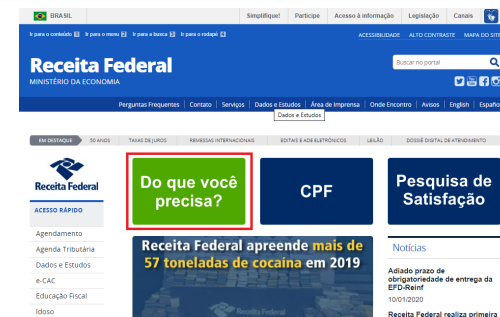 BRASIL Simplifique! Participe Acesso à informação Legislação Canais
Ir para o conteúdo 1 Ir para o menu 2 Ir para a busca 3 Ir para o rodapé 4 ACESSIBILIDADE ALTO CONTRASTE MAPA DO SITE
Receita Federal
MINISTÉRIO DA ECONOMIA
Buscar no portal
Perguntas Frequentes Contato Serviços Dados e Estudos Área de Imprensa Onde Encontro Avisos English Español
Dados e Estudos
EM DESTAQUE 50 ANOS TAXAS DE JUROS REMESSAS INTERNACIONAIS EDITAIS E ADE ELETRÔNICOS LEILÃO DOSSIÊ DIGITAL DE ATENDIMENTO
Receita Federal
ACESSO RÁPIDO
Agendamento
Agenda Tributária
Dados e Estudos
e-CAC
Educação Fiscal
Idoso
Do que você
precisa?
CPF
Pesquisa de
Satisfação
Receita Federal apreende mais de
57 toneladas de cocaína em 2019
Receita Federal
Notícias
Adiado prazo de
obrigatoriedade de entrega da
EFD-Reinf
10/01/2020
Receita Federal realiza primeira